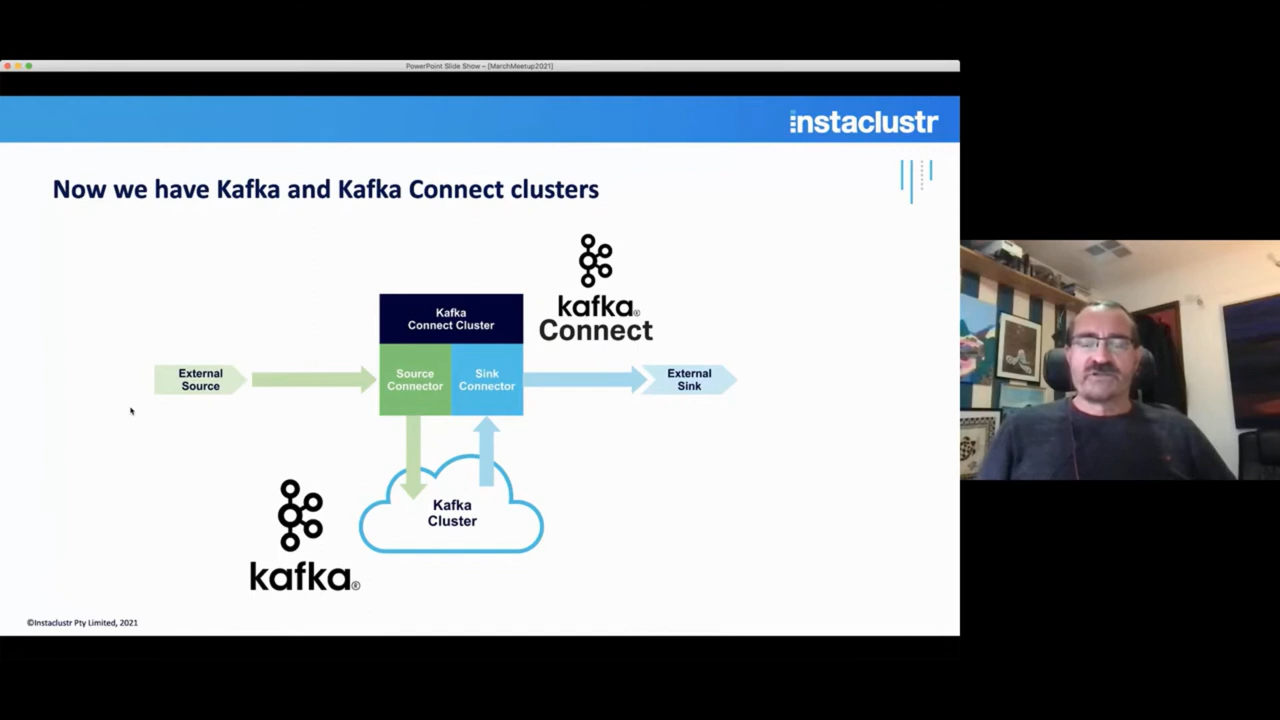 PowerPoint Slide Show - [MarchMeetup2021]
instaclustr
Now we have Kafka and Kafka Connect clusters
kafka®
Connect
Kafka
Connect Cluster
External
Source
Source
Connector
Sink
Connector
External
Sink
Kafka
Cluster
kafka®
©Instaclustr Pty Limited, 2021